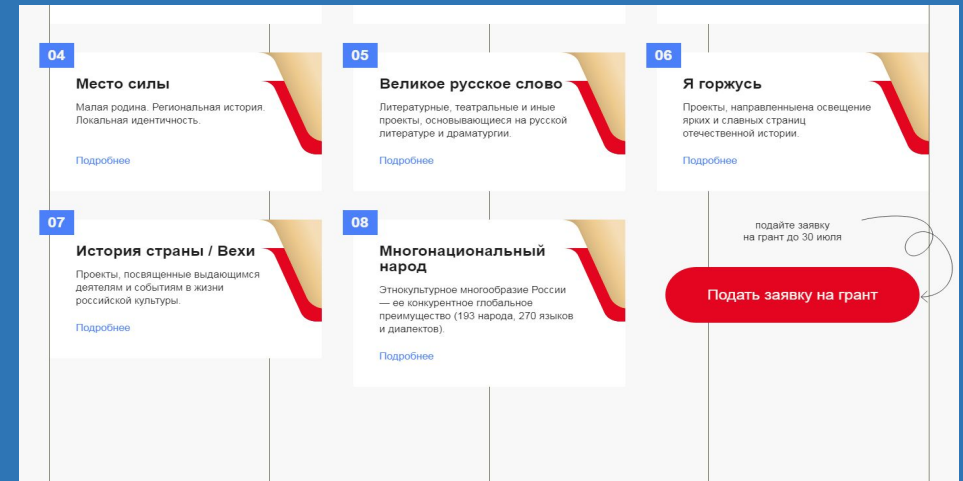 04
Место силы
Малая родина. Региональная история.
Локальная идентичность.
Подробнее
05
Великое русское слово
Литературные, театральные и иные
проекты, основывающиеся на русской
литературе и драматургии.
Подробнее
06
Я горжусь
Проекты, направленныена освещение
ярких и славных страниц
отечественной истории.
Подробнее
07
История страны / Вехи
Проекты, посвященные выдающимся
деятелям и событиям в жизни
российской культуры.
Подробнее
08
Многонациональный
народ
Этнокультурное многообразие России
— ее конкурентное глобальное
преимущество (193 народа, 270 языков
и диалектов).
Подробнее
подайте заявку
на грант до 30 июля
Подать заявку на грант